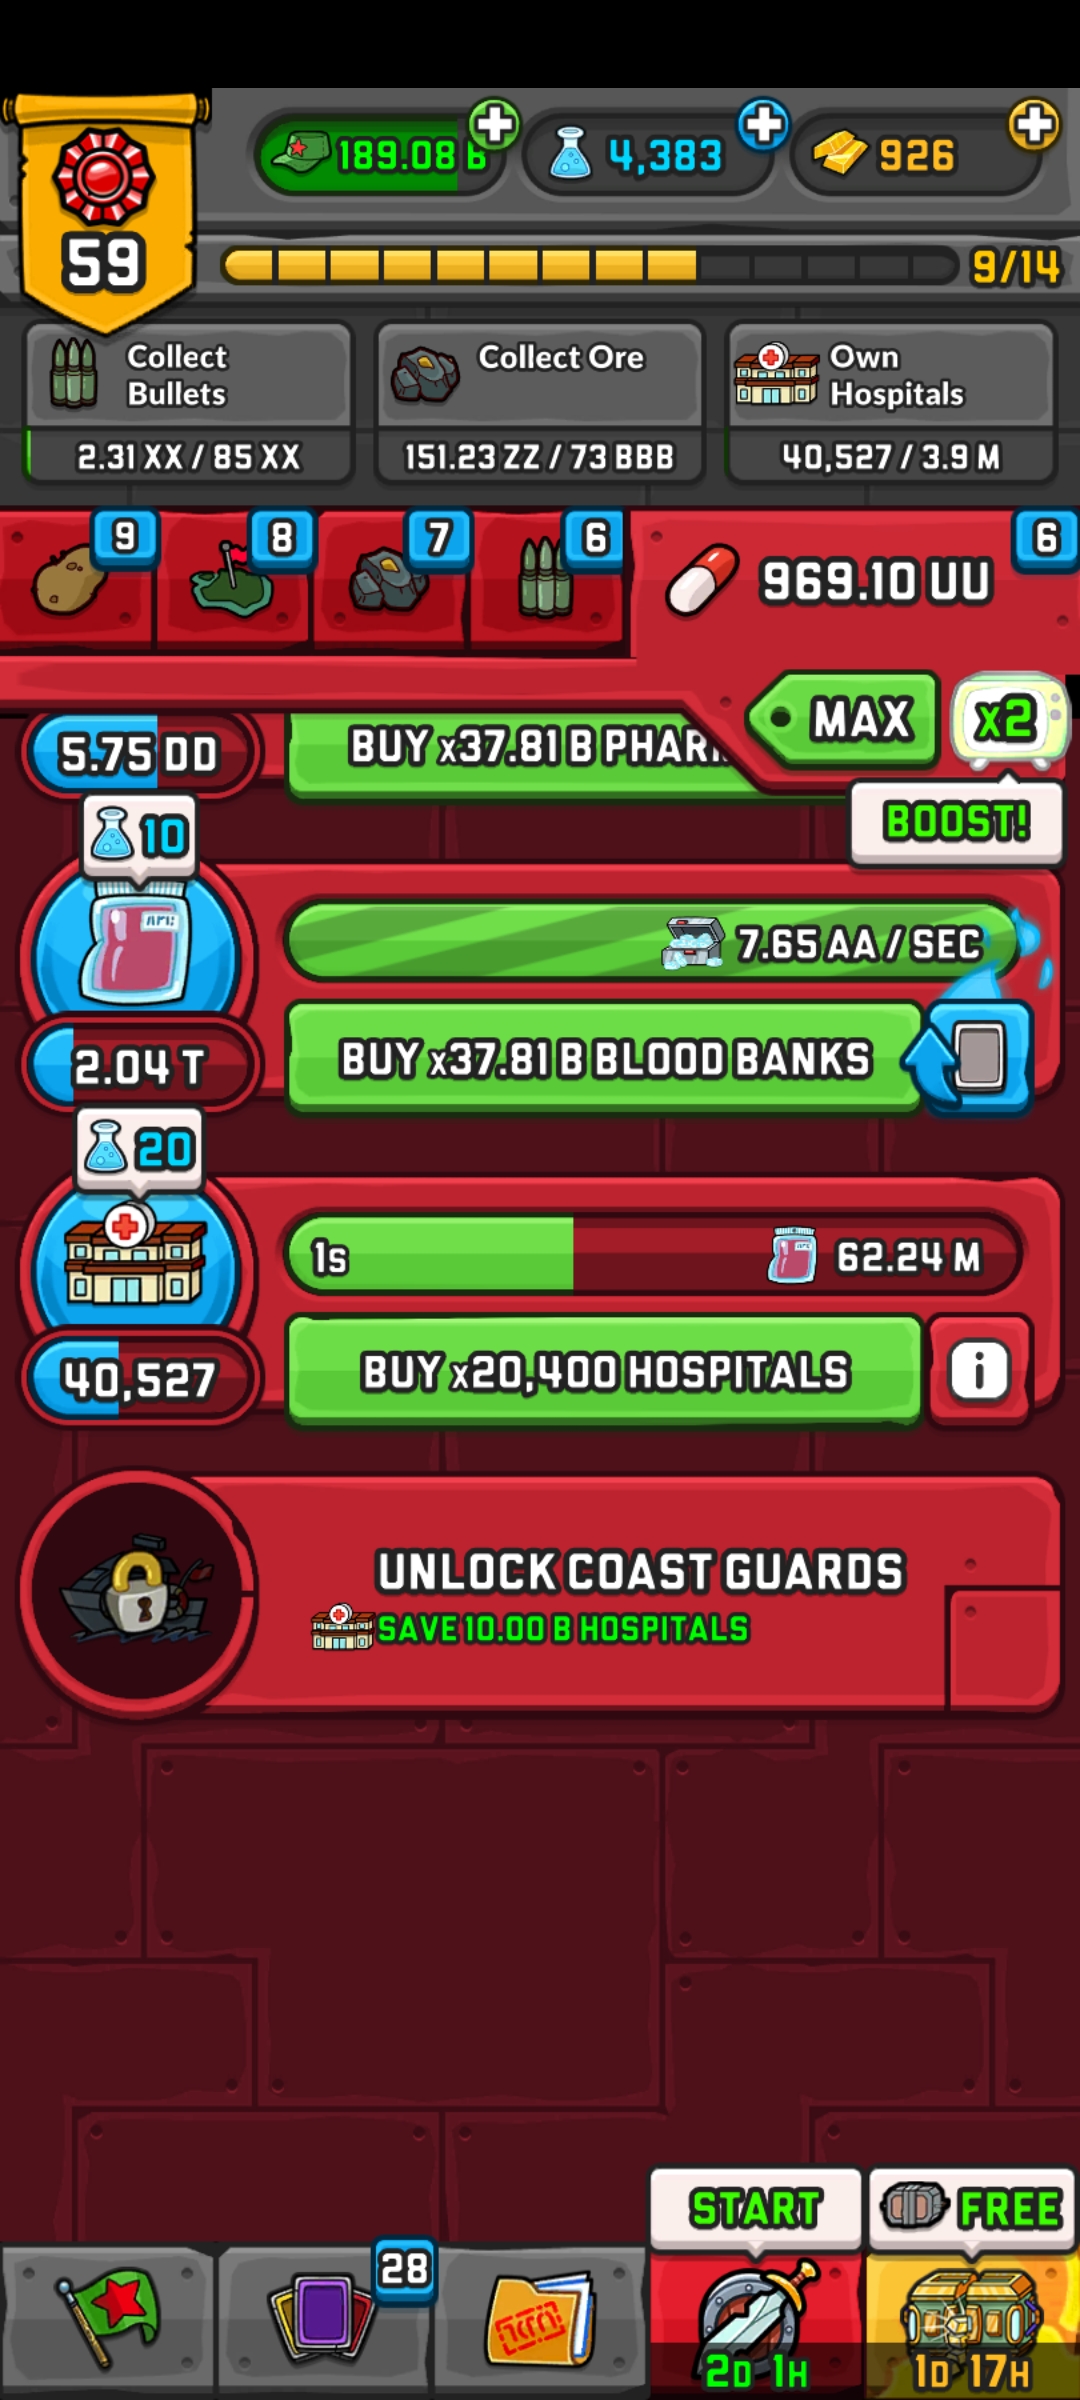 189.08 B
4,383
926
59
9/14
Collect
Bullets
2.31 XX / 85 XX
Collect Ore
151.23 ZZ / 73 BBB
Own
Hospitals
40,527 / 3.9 M
9
8
7
6
969.10 UU
6
MAX
x2
BOOST!
5.75 DD
BUY x37.81 B PHAR
10
7.65 AA / SEC
2.04 T
BUY x37.81 B BLOOD BANKS
20
1s
62.24 M
40,527
BUY x20,400 HOSPITALS
i
UNLOCK COAST GUARDS
SAVE 10.00 B HOSPITALS
START
FREE
28
2D 1H
1D 17H